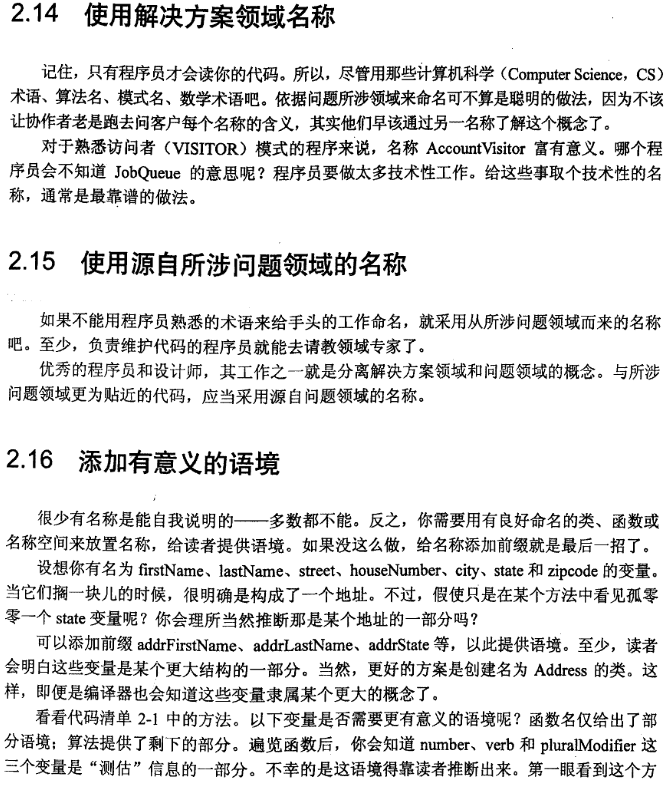 2.14 使用解决方案领域名称
记住，只有程序员才会读你的代码。所以，尽管用那些计算机科学（Computer Science，CS）
术语、算法名、模式名、数学术语吧。依据问题所涉领域来命名可不算是聪明的做法，因为不该
让协作者老是跑去问客户每个名称的含义，其实他们早该通过另一名称了解这个概念了。
对于熟悉访问者（VISITOR）模式的程序来说，名称 AccountVisitor 富有意义。哪个程
序员会不知道 JobQueue 的意思呢？程序员要做太多技术性工作。给这些事取个技术性的名
称，通常是最靠谱的做法。
2.15 使用源自所涉问题领域的名称
如果不能用程序员熟悉的术语来给手头的工作命名，就采用从所涉问题领域而来的名称
吧。至少，负责维护代码的程序员就能去请教领域专家了。
优秀的程序员和设计师，其工作之一就是分离解决方案领域和问题领域的概念。与所涉
问题领域更为贴近的代码，应当采用源自问题领域的名称。
2.16 添加有意义的语境
很少有名称是能自我说明的——多数都不能。反之，你需要用有良好命名的类、函数或
名称空间来放置名称，给读者提供语境。如果没这么做，给名称添加前缀就是最后一招了。
设想你有名为 firstName、lastName、street、houseNumber、city、state 和 zipcode 的变量。
当它们搁一块儿的时候，很明确是构成了一个地址。不过，假使只是在某个方法中看见孤零
零一个 state 变量呢？你会理所当然推断那是某个地址的一部分吗？
可以添加前缀 addrFirstName、addrLastName、addrState 等，以此提供语境。至少，读者
会明白这些变量是某个更大结构的一部分。当然，更好的方案是创建名为 Address 的类。这
样，即便是编译器也会知道这些变量隶属某个更大的概念了。
看看代码清单 2-1 中的方法。以下变量是否需要更有意义的语境呢？函数名仅给出了部
分语境；算法提供了剩下的部分。遍览函数后，你会知道 number、verb 和 pluralModifier 这
三个变量是“测估”信息的一部分。不幸的是这语境得靠读者推断出来。第一眼看到这个方